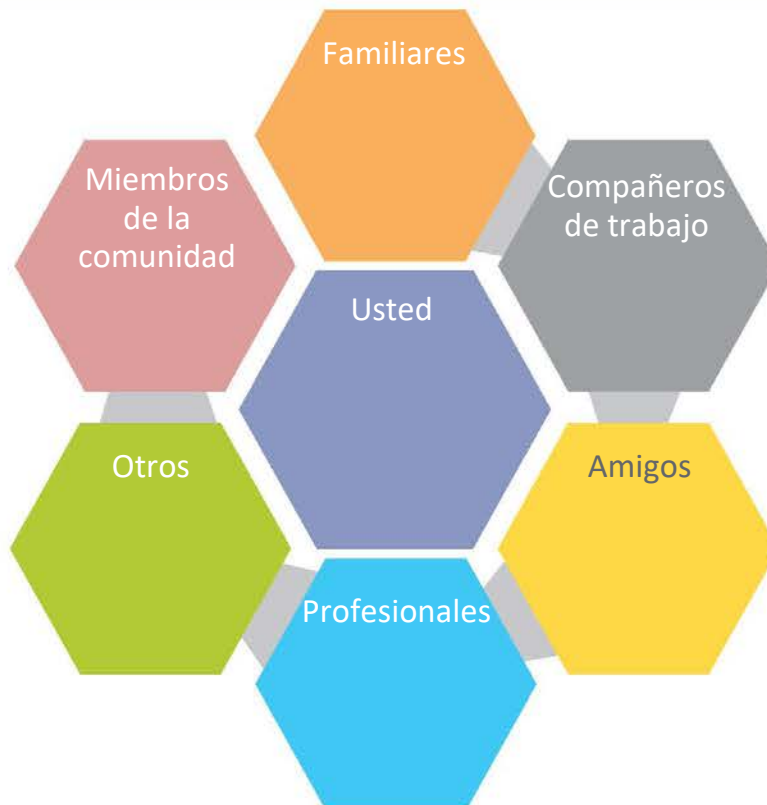 Familiares
Miembros
de la
comunidad
Compañeros
de trabajo
Usted
Otros
Amigos
Profesionales